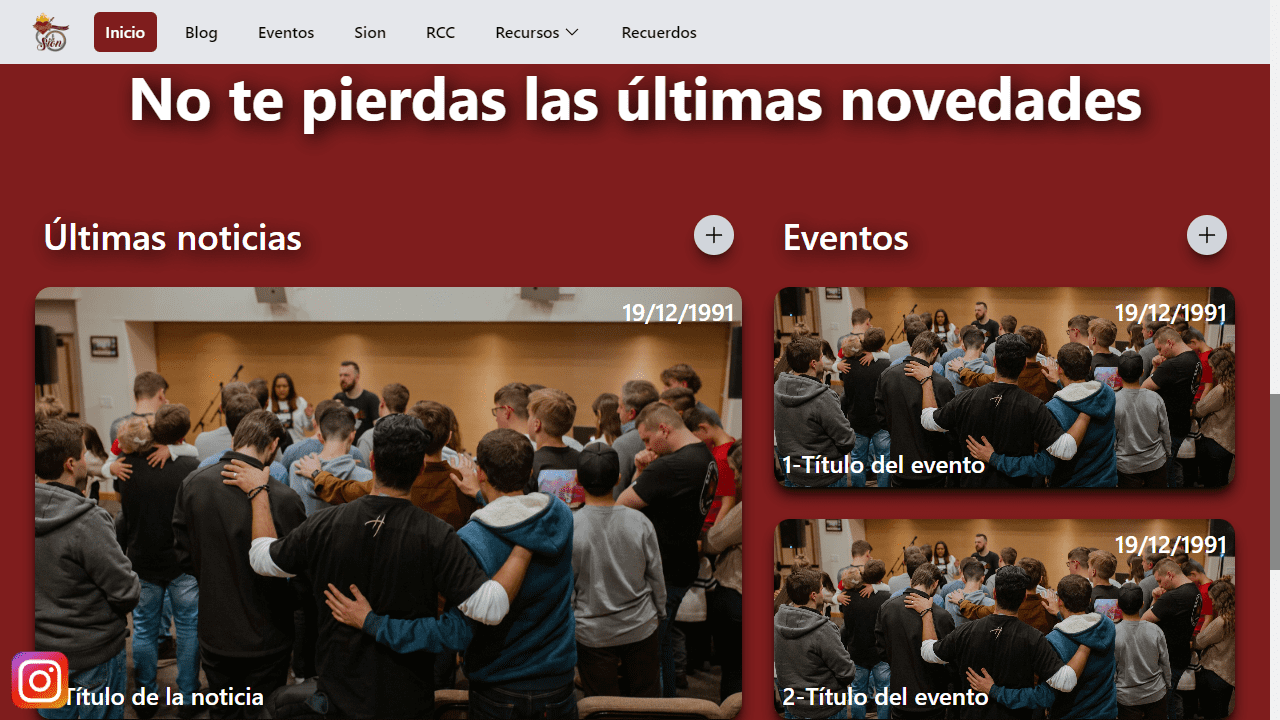 Sion
Inicio
Blog
Eventos
Sion
RCC
Recursos
Recuerdos
No te pierdas las últimas novedades
Últimas noticias
19/12/1991
Título de la noticia
Eventos
19/12/1991
1-Título del evento
19/12/1991
2-Título del evento